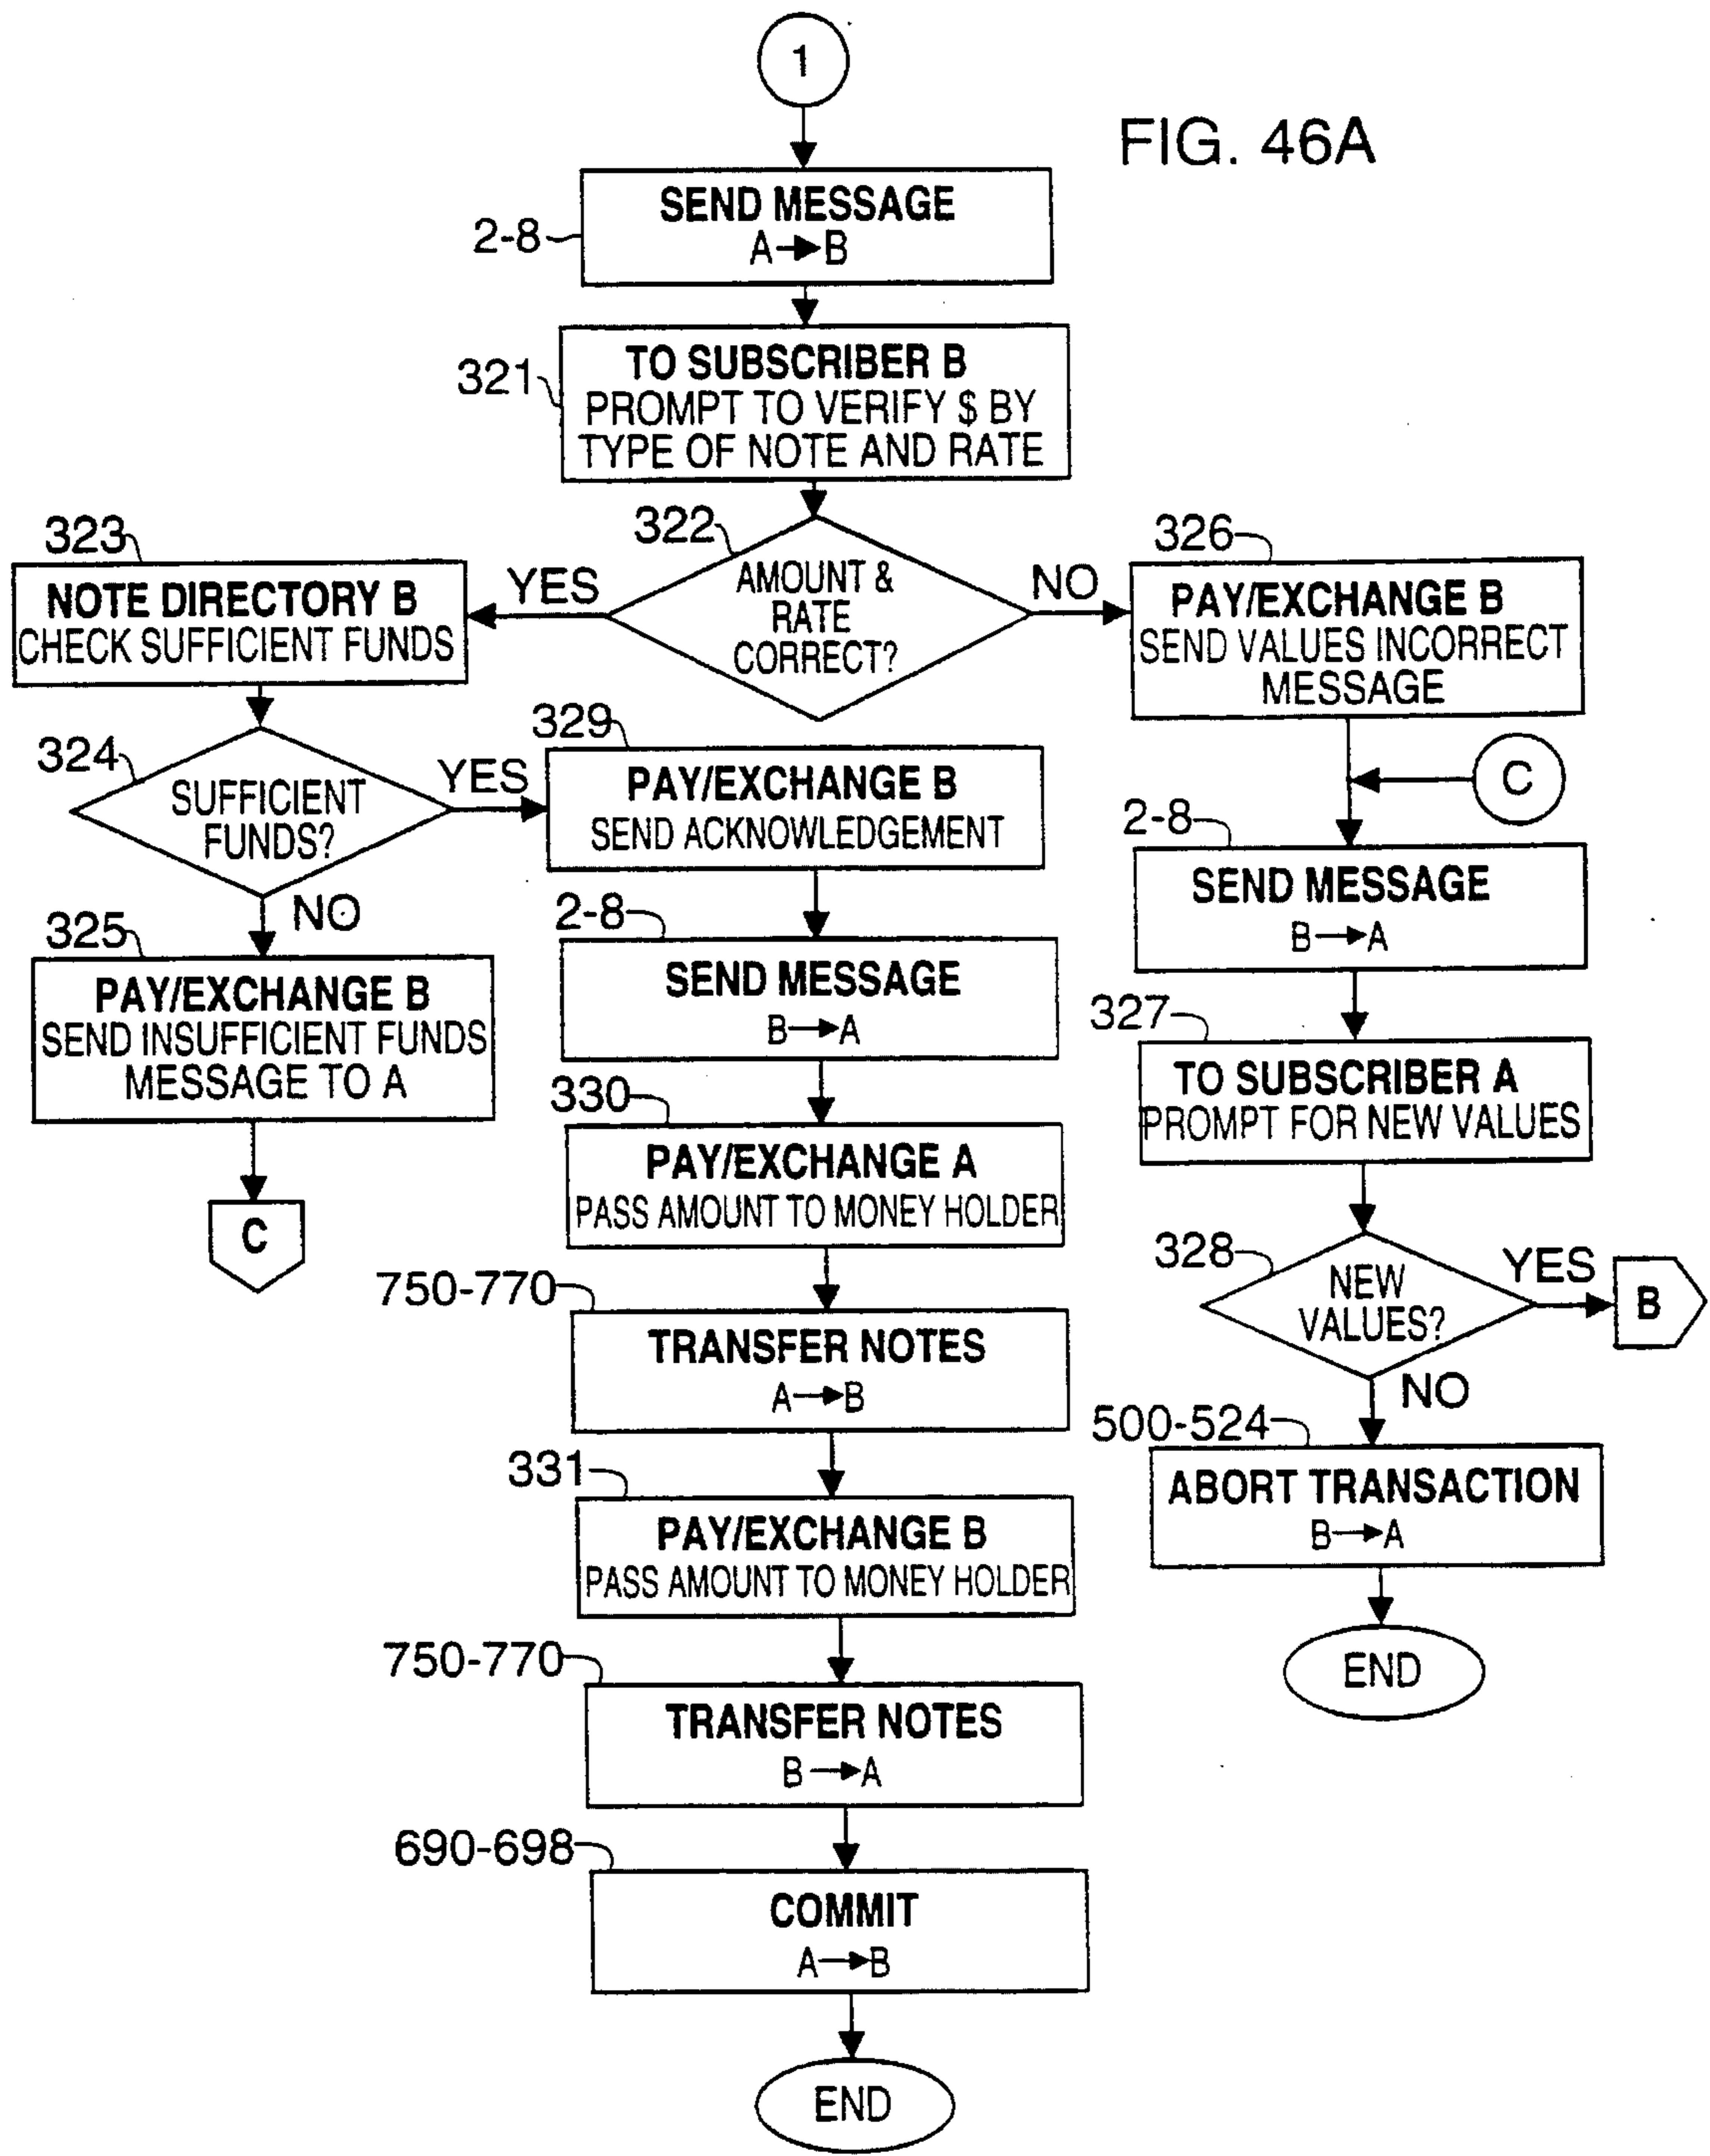 1
FIG. 46A
2-8
SEND MESSAGE
A→B
321
TO SUBSCRIBER B
PROMPT TO VERIFY $ BY
TYPE OF NOTE AND RATE
322
AMOUNT &
RATE
CORRECT?
YES
NO
323
NOTE DIRECTORY B
CHECK SUFFICIENT FUNDS
324
SUFFICIENT
FUNDS?
YES
NO
325
PAY/EXCHANGE B
SEND INSUFFICIENT FUNDS
MESSAGE TO A
C
329
PAY/EXCHANGE B
SEND ACKNOWLEDGEMENT
2-8
SEND MESSAGE
B→A
330
PAY/EXCHANGE A
PASS AMOUNT TO MONEY HOLDER
750-770
TRANSFER NOTES
A→B
331
PAY/EXCHANGE B
PASS AMOUNT TO MONEY HOLDER
750-770
TRANSFER NOTES
B→A
690-698
COMMIT
A→B
END
326
PAY/EXCHANGE B
SEND VALUES INCORRECT
MESSAGE
C
2-8
SEND MESSAGE
B→A
327
TO SUBSCRIBER A
PROMPT FOR NEW VALUES
328
NEW
VALUES?
YES
B
NO
500-524
ABORT TRANSACTION
B→A
END